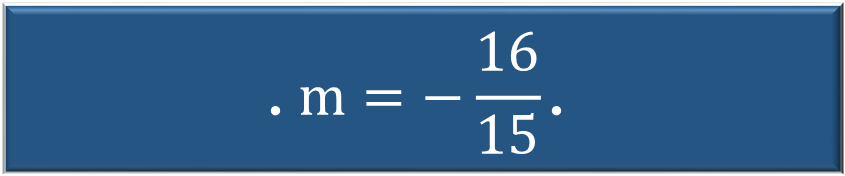 . m = −16/15.